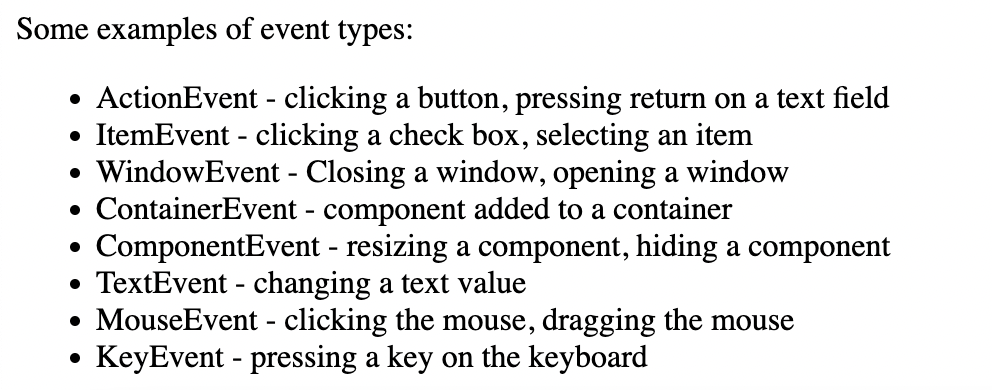 Some examples of event types:
• ActionEvent - clicking a button, pressing return on a text field
• ItemEvent - clicking a check box, selecting an item
• WindowEvent - Closing a window, opening a window
• ContainerEvent - component added to a container
• ComponentEvent - resizing a component, hiding a component
• TextEvent - changing a text value
• MouseEvent - clicking the mouse, dragging the mouse
• KeyEvent - pressing a key on the keyboard